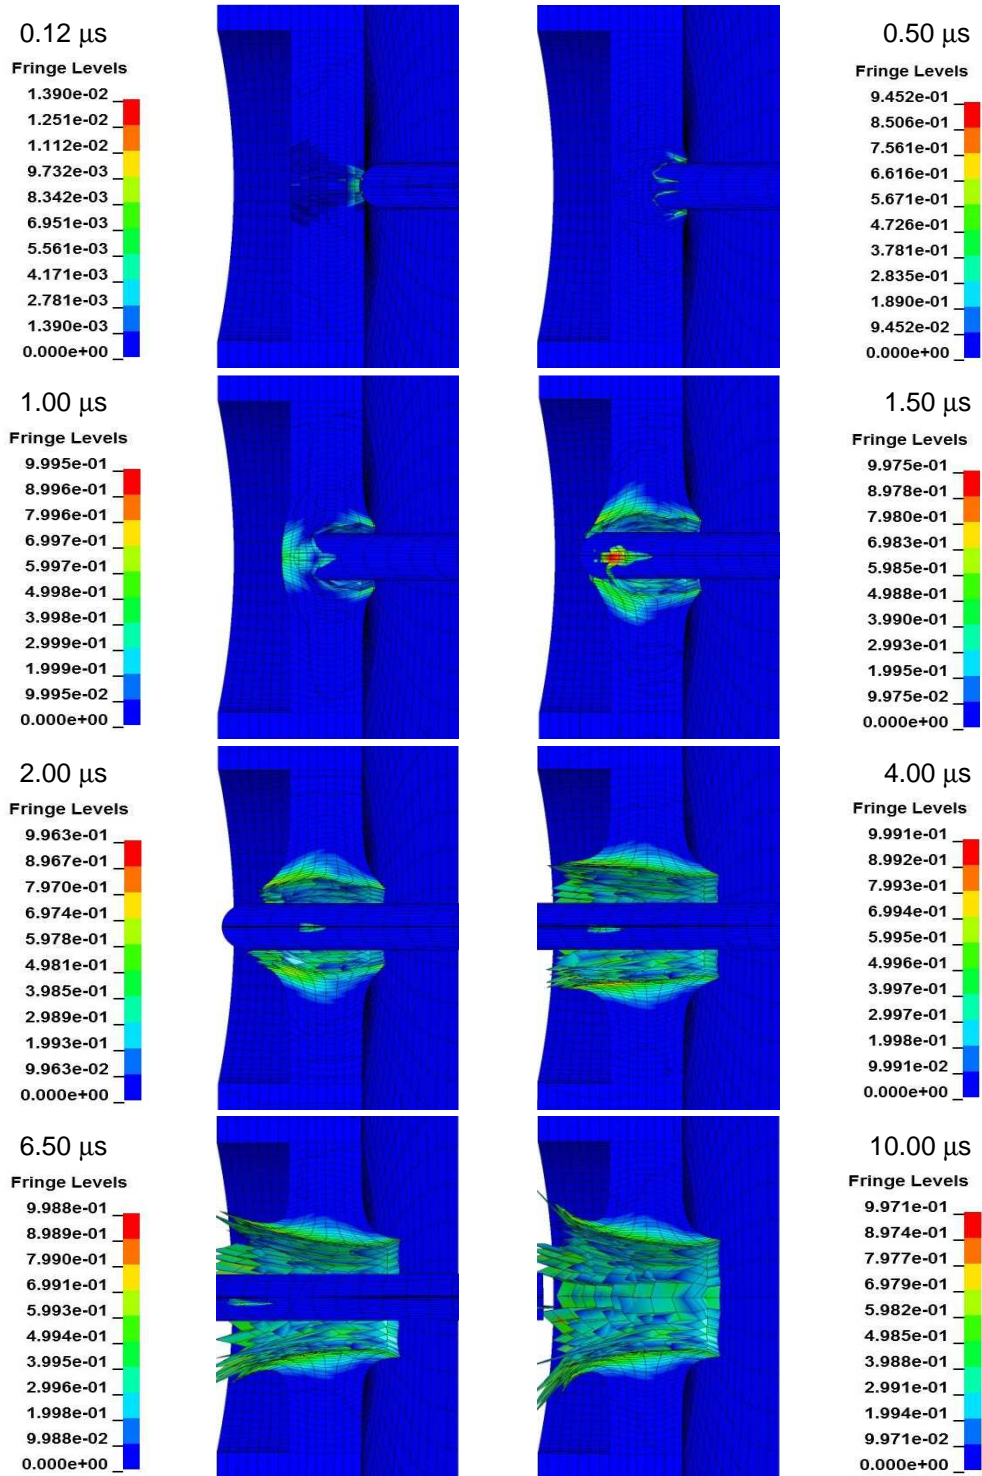 0.12 μs
Fringe Levels
1.390e-02
1.251e-02
1.112e-02
9.732e-03
8.342e-03
6.951e-03
5.561e-03
4.171e-03
2.781e-03
1.390e-03
0.000e+00
0.50 μs
Fringe Levels
9.452e-01
8.506e-01
7.561e-01
6.616e-01
5.671e-01
4.726e-01
3.781e-01
2.835e-01
1.890e-01
9.452e-02
0.000e+00
1.00 μs
Fringe Levels
9.995e-01
8.996e-01
7.996e-01
6.997e-01
5.997e-01
4.998e-01
3.998e-01
2.999e-01
1.999e-01
9.995e-02
0.000e+00
1.50 μs
Fringe Levels
9.975e-01
8.978e-01
7.980e-01
6.983e-01
5.985e-01
4.988e-01
3.990e-01
2.993e-01
1.995e-01
9.975e-02
0.000e+00
2.00 μs
Fringe Levels
9.963e-01
8.967e-01
7.970e-01
6.974e-01
5.978e-01
4.981e-01
3.985e-01
2.989e-01
1.993e-01
9.963e-02
0.000e+00
4.00 μs
Fringe Levels
9.991e-01
8.992e-01
7.993e-01
6.994e-01
5.995e-01
4.996e-01
3.997e-01
2.997e-01
1.998e-01
9.991e-02
0.000e+00
6.50 μs
Fringe Levels
9.988e-01
8.989e-01
7.990e-01
6.991e-01
5.993e-01
4.994e-01
3.995e-01
2.996e-01
1.998e-01
9.988e-02
0.000e+00
10.00 μs
Fringe Levels
9.971e-01
8.974e-01
7.977e-01
6.979e-01
5.982e-01
4.985e-01
3.988e-01
2.991e-01
1.994e-01
9.971e-02
0.000e+00